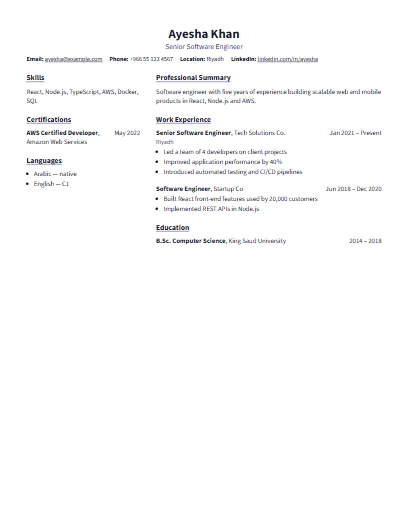 Ayesha Khan
Senior Software Engineer
Email: ayesha@example.com Phone: +966 55 123 4567 Location: Riyadh LinkedIn: linkedin.com/in/ayesha
Skills
React, Node.js, TypeScript, AWS, Docker,
SQL
Certifications
AWS Certified Developer, May 2022
Amazon Web Services
Languages
• Arabic — native
• English — C1
Professional Summary
Software engineer with five years of experience building scalable web and mobile
products in React, Node.js and AWS.
Work Experience
Senior Software Engineer, Tech Solutions Co. Jan 2021 – Present
Riyadh
• Led a team of 4 developers on client projects
• Improved application performance by 40%
• Introduced automated testing and CI/CD pipelines
Software Engineer, Startup Co Jun 2018 – Dec 2020
• Built React front-end features used by 20,000 customers
• Implemented REST APIs in Node.js
Education
B.Sc. Computer Science, King Saud University 2014 – 2018